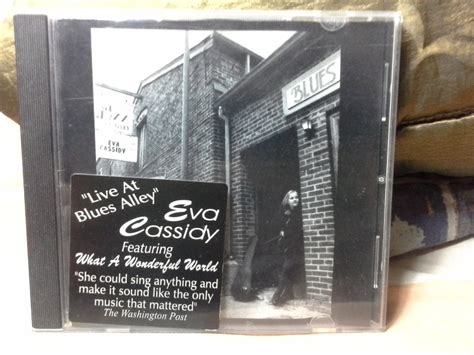 Jazz
EVA
CASSIDY
BLUES
"Live At
Blues Alley"
Eva
Cassidy
Featuring
What A Wonderful World
"She could sing anything and
make it sound like the only
music that mattered"
The Washington Post